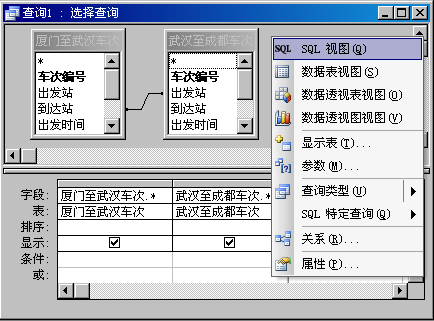 查询1 : 选择查询
厦门至武汉车次
*
车次编号
出发站
到达站
出发时间
武汉至成都车次
*
车次编号
出发站
到达站
出发时间
SQL SQL 视图(Q)
数据表视图(S)
数据透视表视图(O)
数据透视图视图(V)
显示表(T)...
参数(M)...
查询类型(U)
SQL 特定查询(Q)
关系(R)...
属性(P)...
字段: 厦门至武汉车次.* 武汉至成都车次.*
表: 厦门至武汉车次 武汉至成都车次
排序:
显示:
条件:
或: